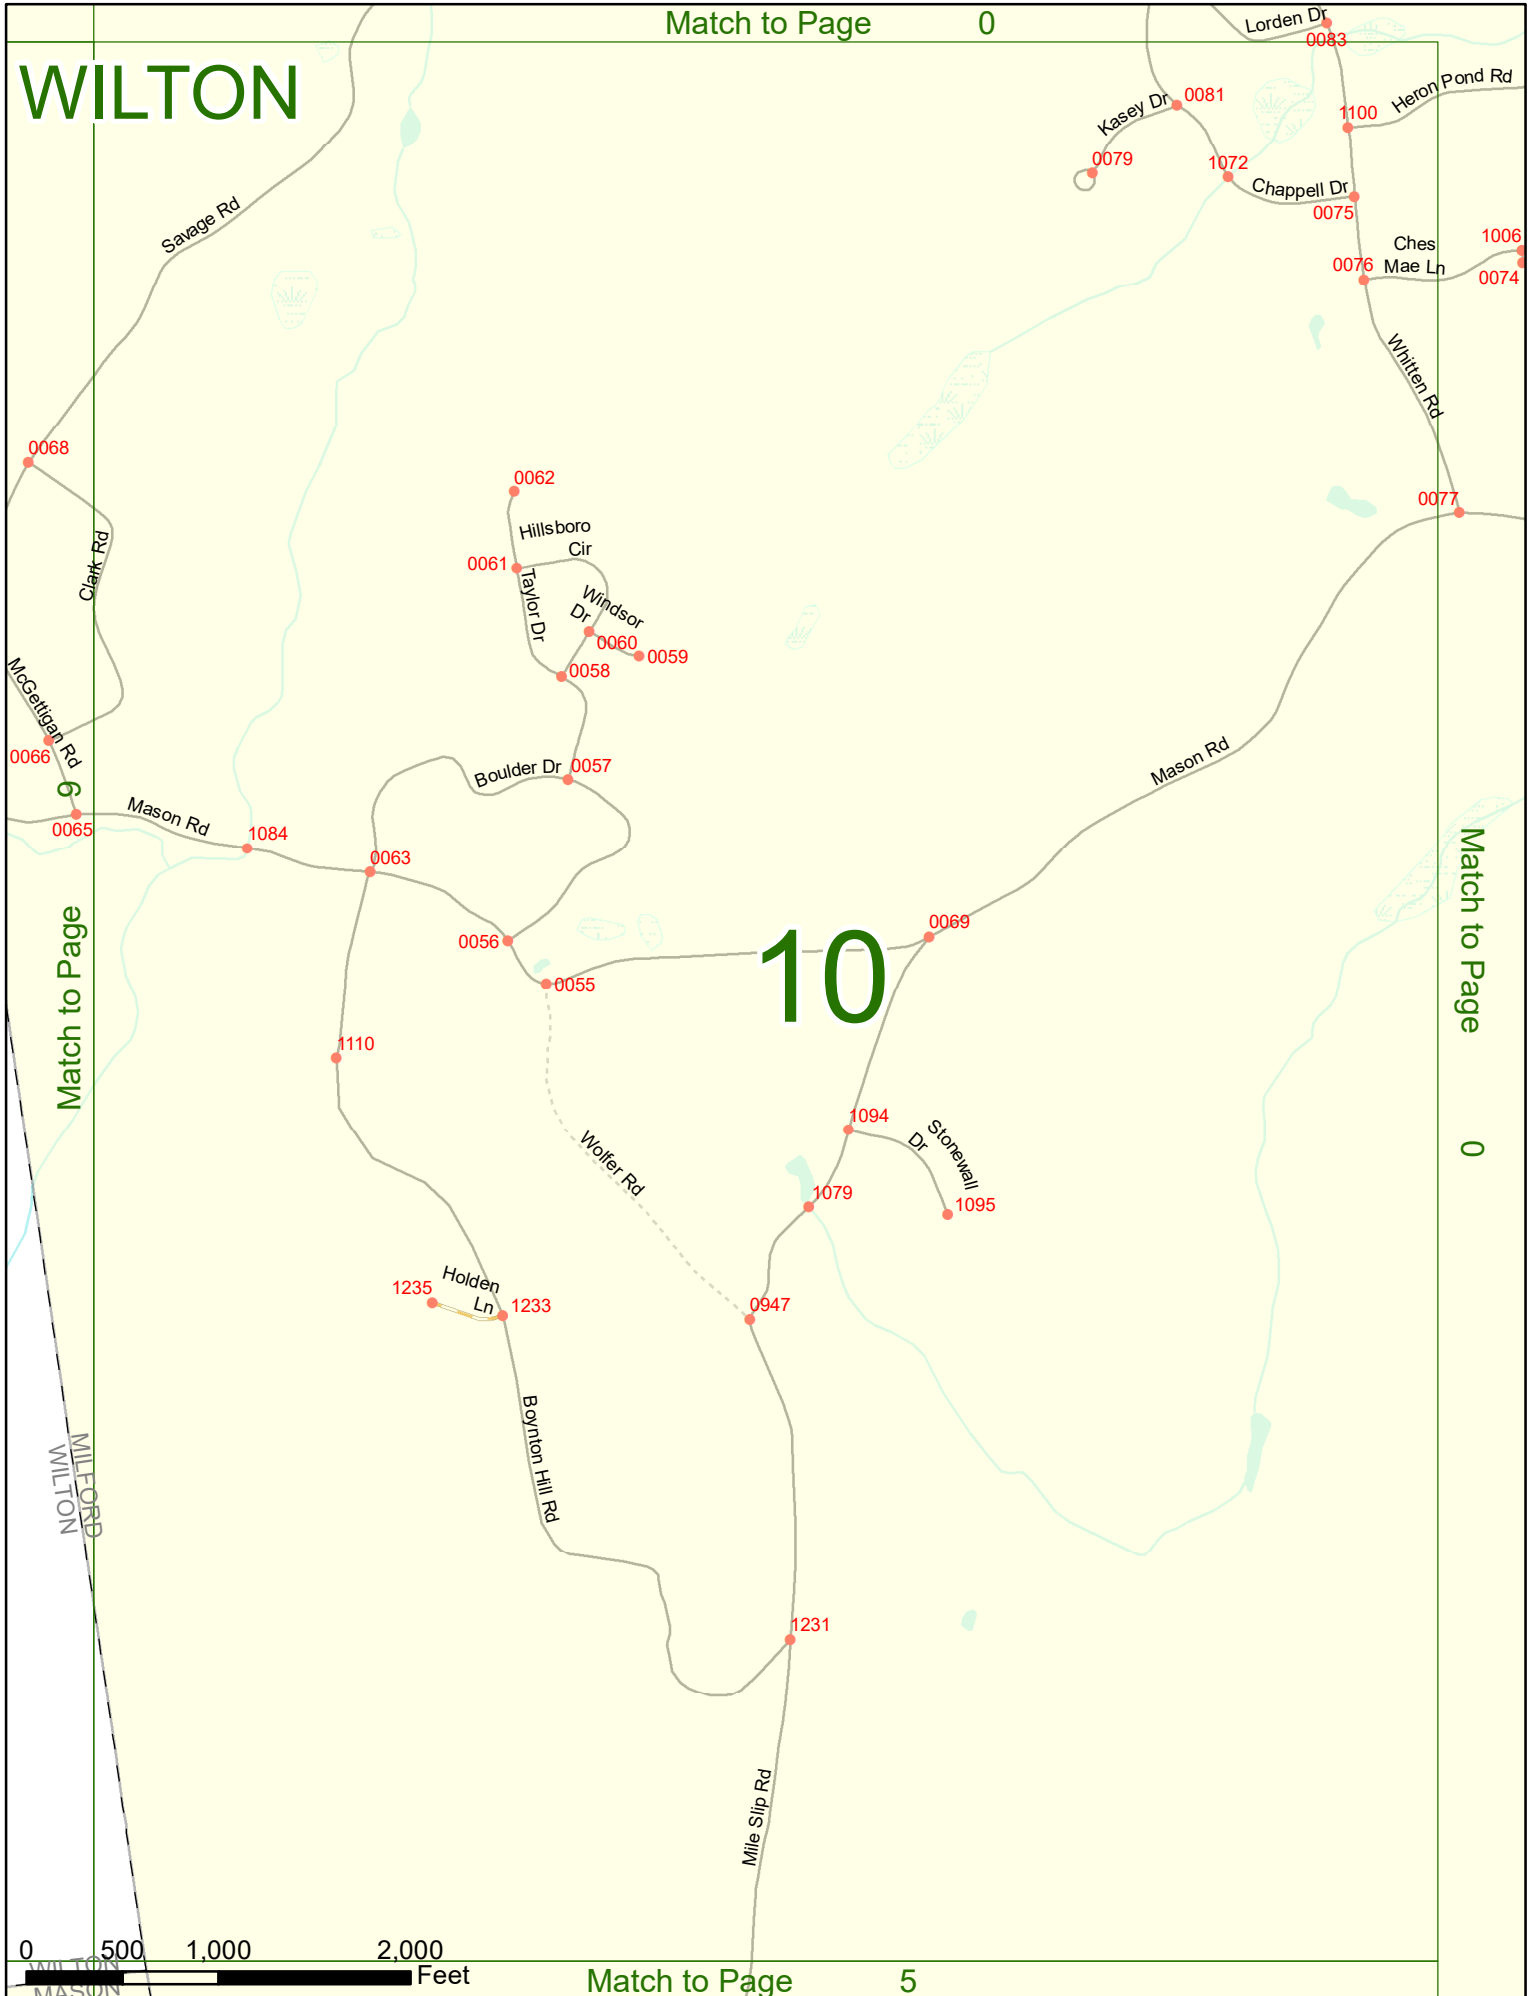 Match to Page 0
WILTON
Lorden Dr
0083
Heron Pond Rd
Kasey Dr
0081
1100
0079
1072
Chappell Dr
0075
Savage Rd
Ches
Mae Ln
1006
0076
0074
Whitten Rd
0068
0062
0077
Hillsboro
Cir
0061
Clark Rd
Taylor Dr
Windsor
Dr
0060
0059
0058
McGettigan Rd
0066
Mason Rd
Boulder Dr
0057
9
0065
Mason Rd
1084
0063
Match to Page 0
0069
0056
10
0055
Match to Page
1110
1094
Stonewall
Dr
Wolfer Rd
1079
1095
Holden
Ln
1235
1233
0947
Boynton Hill Rd
MILFORD
WILTON
1231
Mile Slip Rd
0 500 1,000 2,000
Feet
WILTON
MASON
Match to Page 5